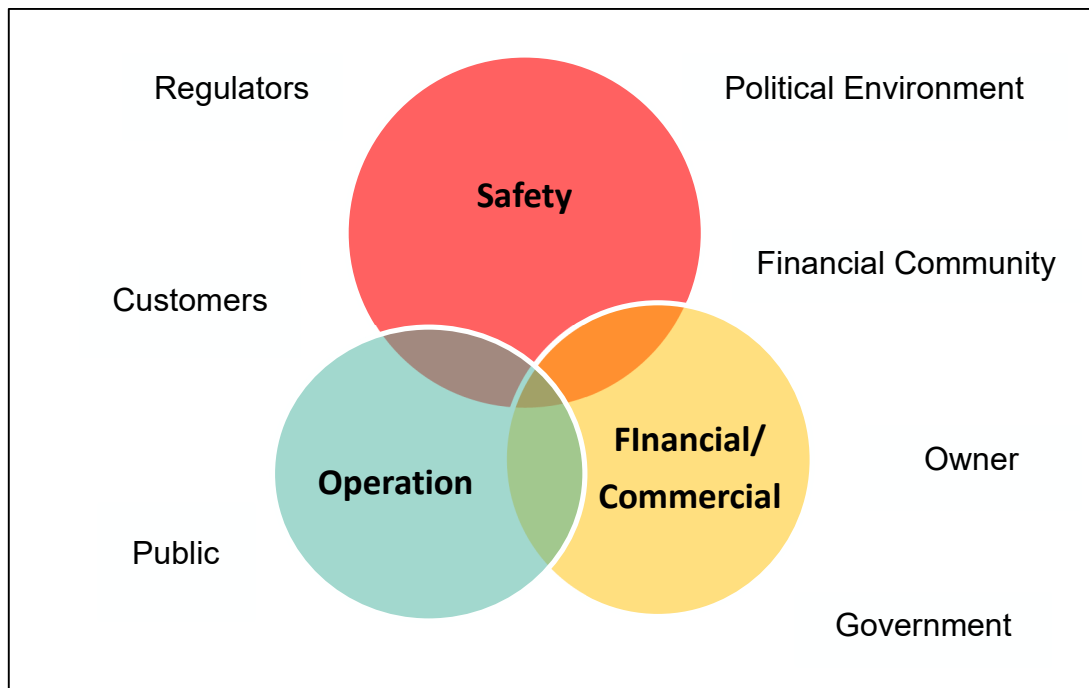 Regulators
Political Environment
Safety
Financial Community
Customers
FInancial/
Commercial
Operation
Owner
Public
Government